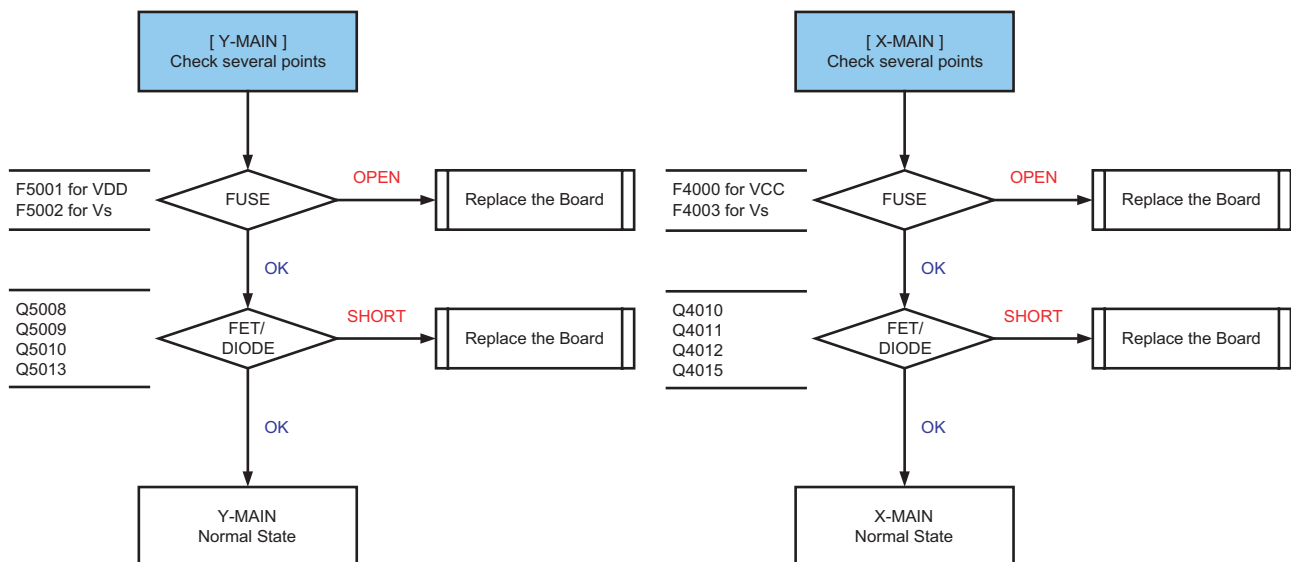 [ Y-MAIN ]
Check several points
F5001 for VDD
F5002 for Vs
FUSE
OPEN
Replace the Board
OK
Q5008
Q5009
Q5010
Q5013
FET/
DIODE
SHORT
Replace the Board
OK
Y-MAIN
Normal State
[ X-MAIN ]
Check several points
F4000 for VCC
F4003 for Vs
FUSE
OPEN
Replace the Board
OK
Q4010
Q4011
Q4012
Q4015
FET/
DIODE
SHORT
Replace the Board
OK
X-MAIN
Normal State